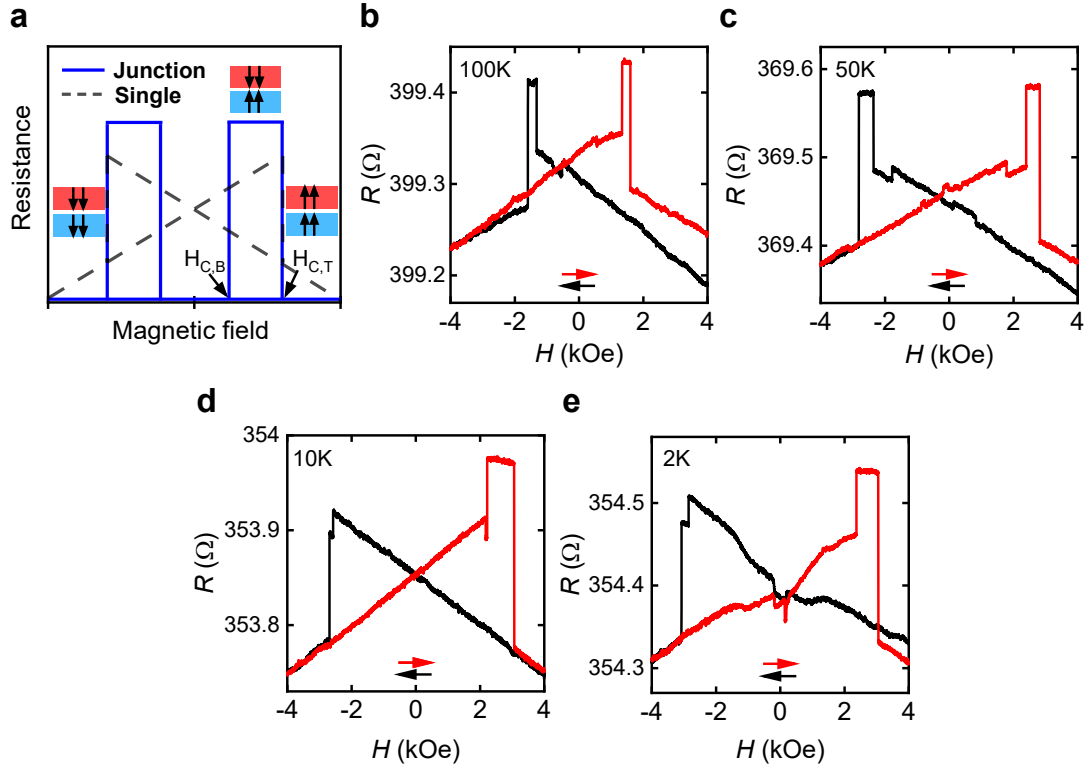 a
Junction
Single
H_C,B
H_C,T
Resistance
Magnetic field
b
100K
399.4
399.3
399.2
R (Ω)
-4 -2 0 2 4
H (kOe)
c
50K
369.6
369.5
369.4
R (Ω)
-4 -2 0 2 4
H (kOe)
d
10K
354
353.9
353.8
R (Ω)
-4 -2 0 2 4
H (kOe)
e
2K
354.5
354.4
354.3
R (Ω)
-4 -2 0 2 4
H (kOe)